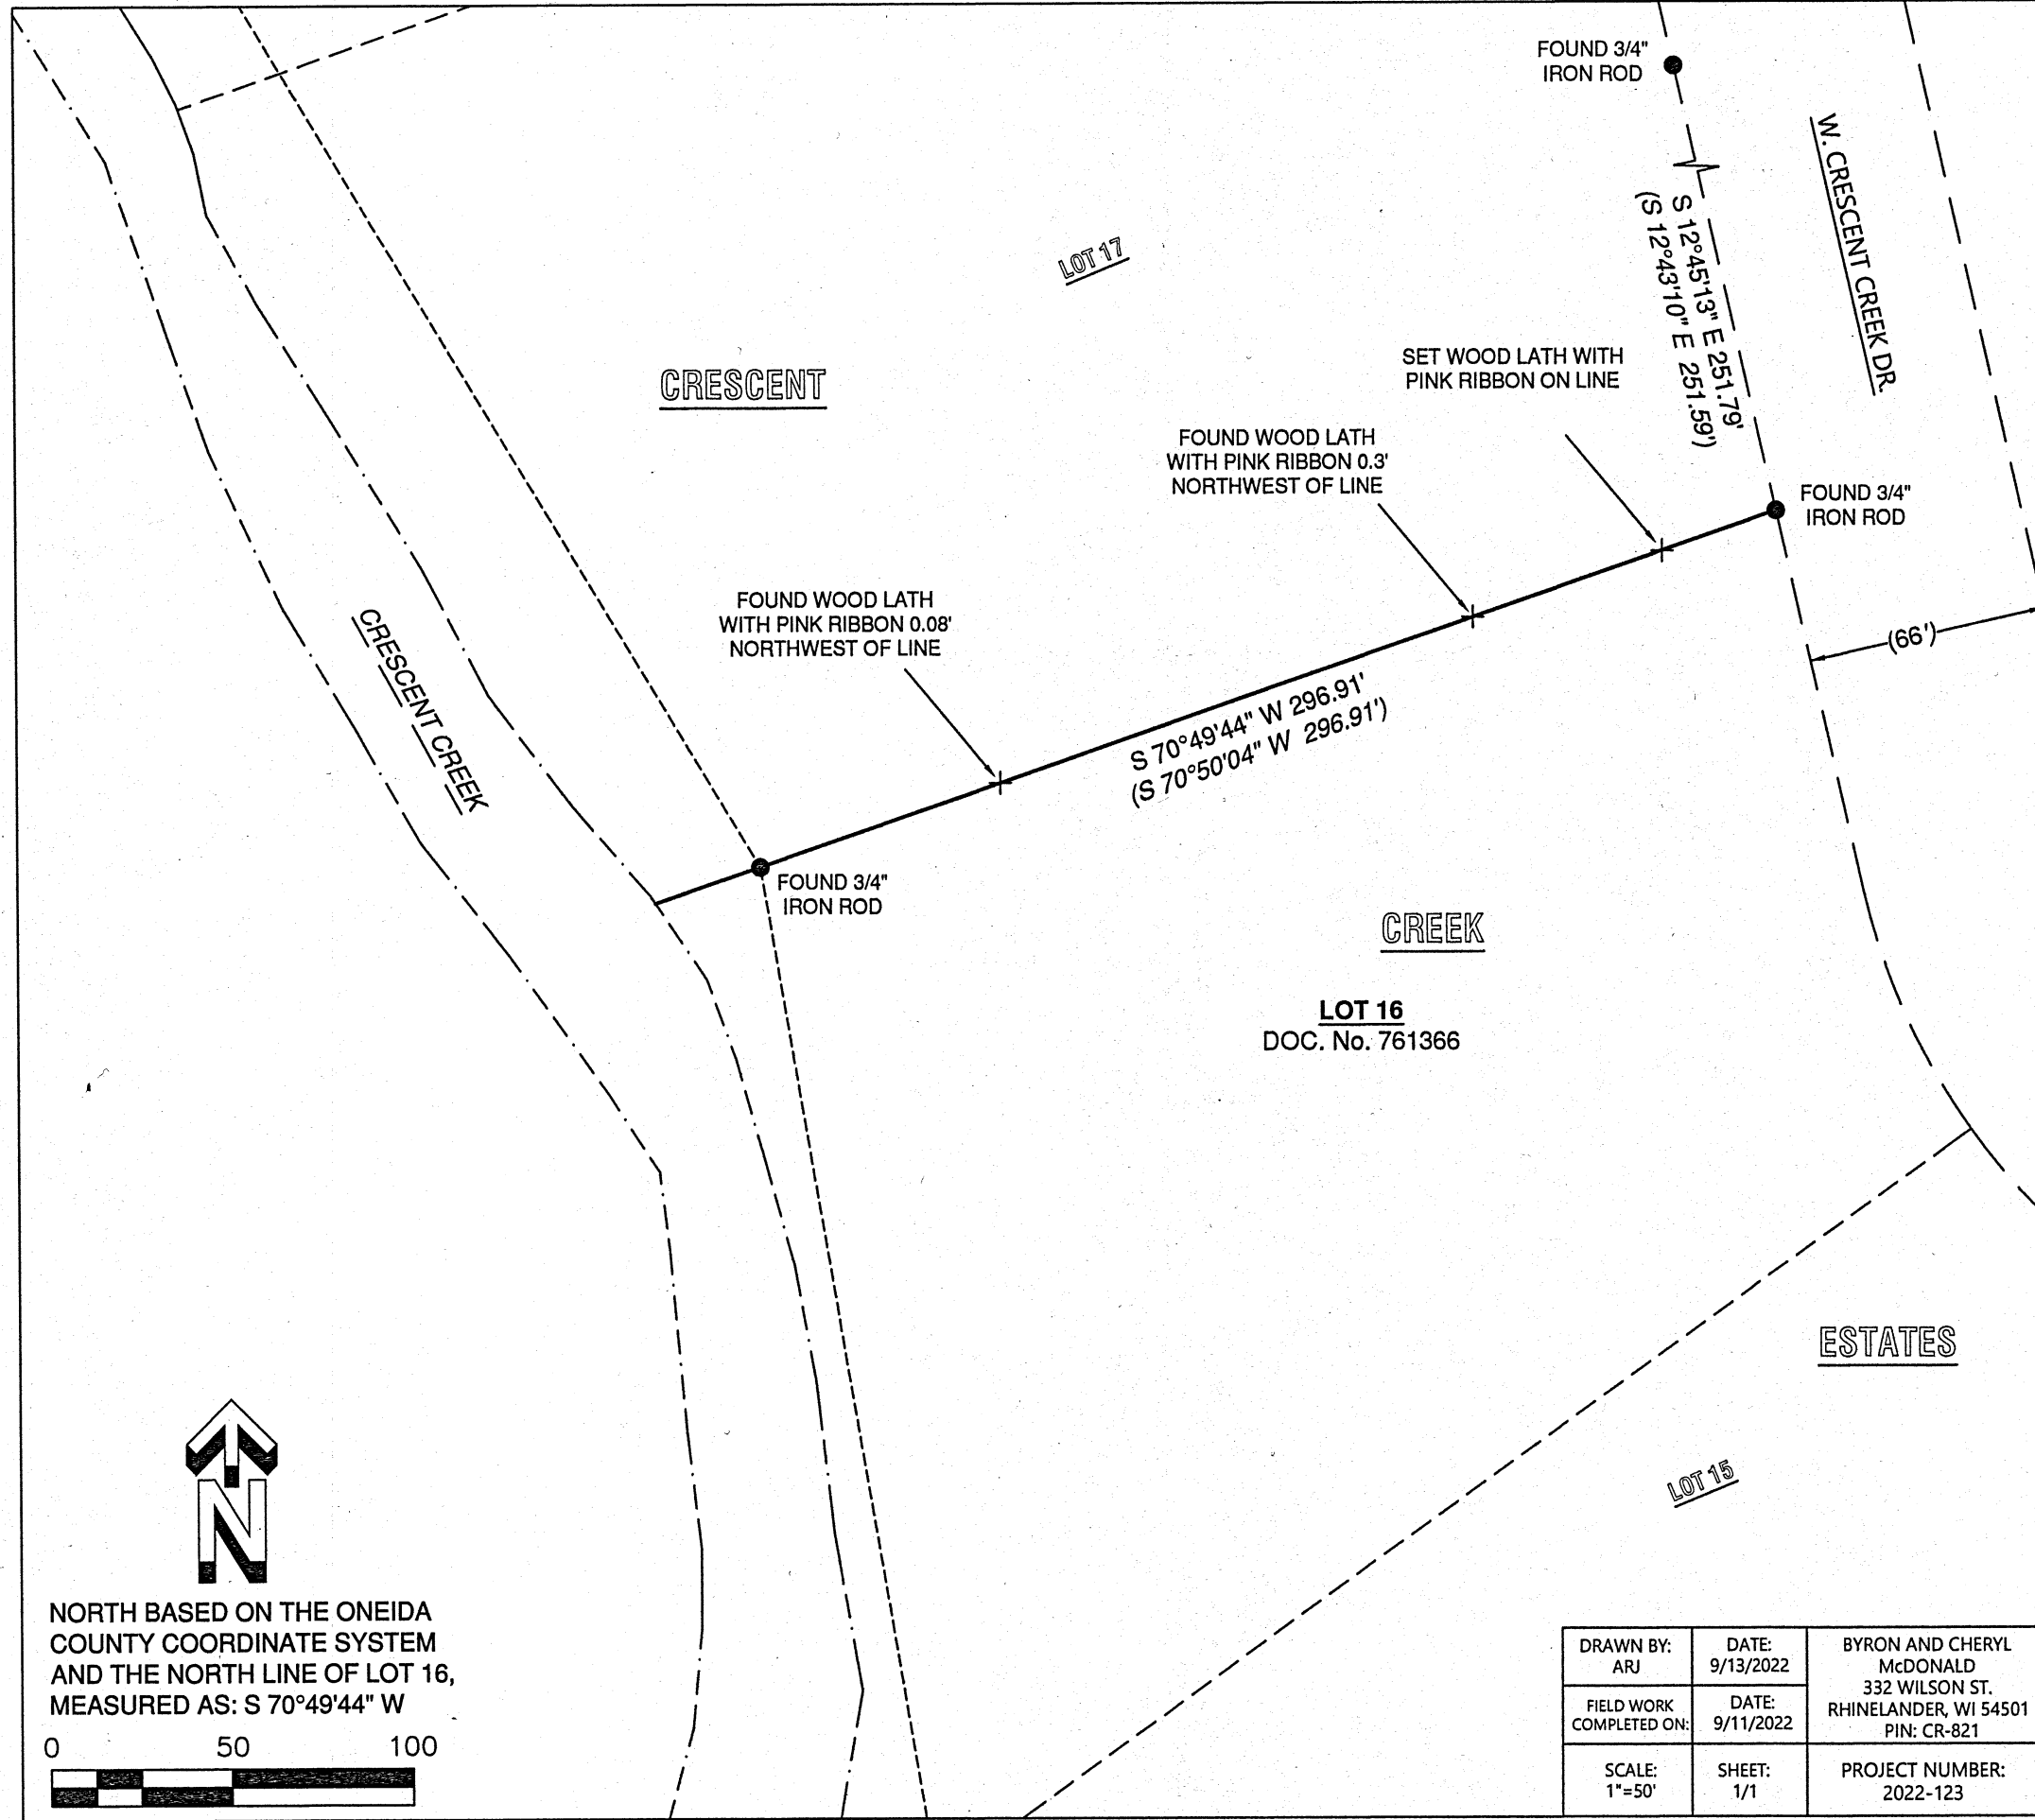 FOUND 3/4"
IRON ROD
W. CRESCENT CREEK DR.
S 12°45'13" E 251.79'
(S 12°43'10" E 251.59')
LOT 17
CRESCENT
SET WOOD LATH WITH
PINK RIBBON ON LINE
FOUND WOOD LATH
WITH PINK RIBBON 0.3'
NORTHWEST OF LINE
FOUND 3/4"
IRON ROD
FOUND WOOD LATH
WITH PINK RIBBON 0.08'
NORTHWEST OF LINE
CRESCENT CREEK
(66')
S 70°49'44" W 296.91'
(S 70°50'04" W 296.91')
FOUND 3/4"
IRON ROD
CREEK
LOT 16
DOC. No. 761366
ESTATES
LOT 15
N
NORTH BASED ON THE ONEIDA
COUNTY COORDINATE SYSTEM
AND THE NORTH LINE OF LOT 16,
MEASURED AS: S 70°49'44" W
0 50 100
DRAWN BY:
ARJ
DATE:
9/13/2022
BYRON AND CHERYL
McDONALD
332 WILSON ST.
RHINELANDER, WI 54501
PIN: CR-821
FIELD WORK
COMPLETED ON:
DATE:
9/11/2022
SCALE:
1"=50'
SHEET:
1/1
PROJECT NUMBER:
2022-123